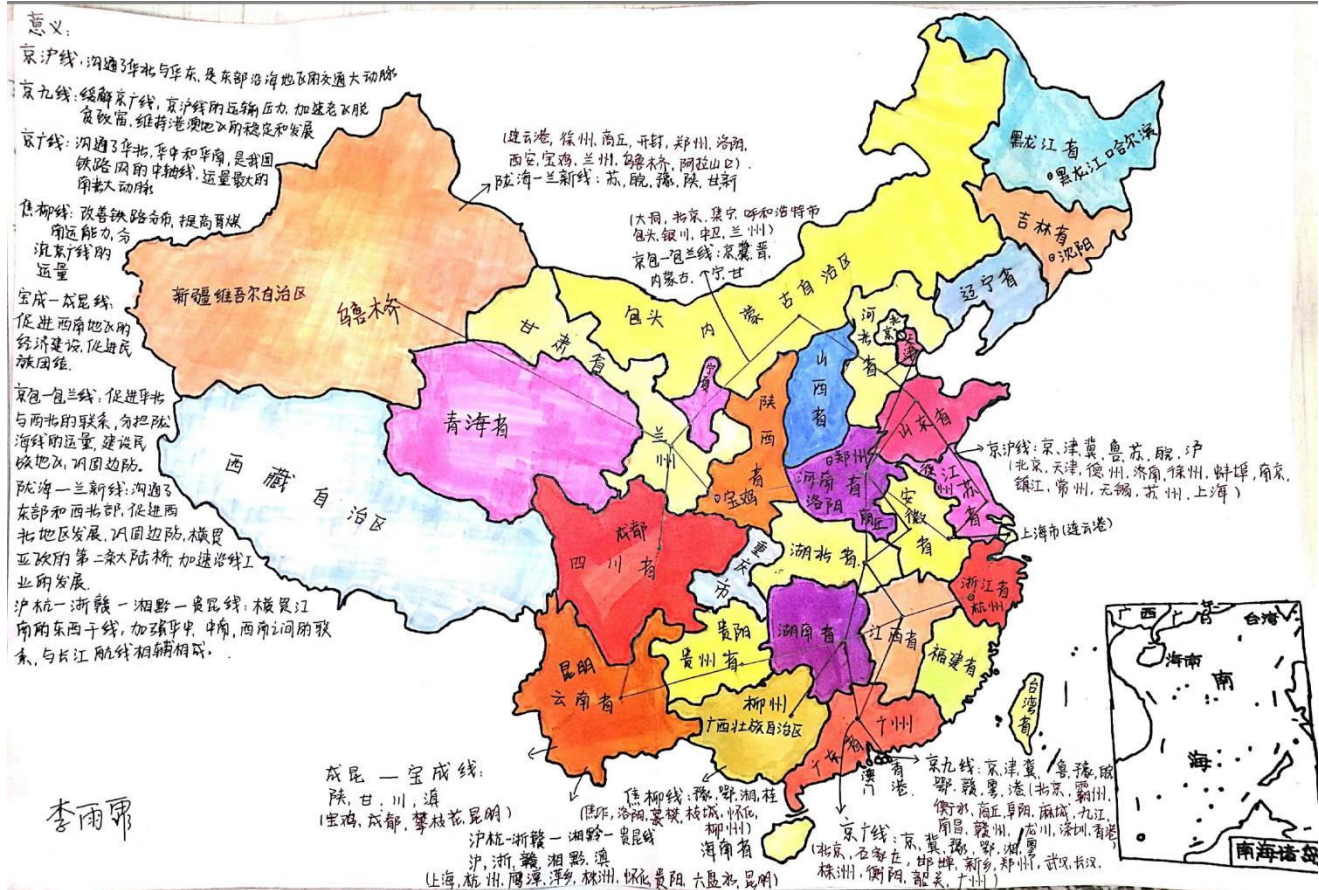 意义:
京沪线:沟通了华北与华东,是东部沿海地区的交通大动脉
京九线:缓解京广线,京沪线的运输压力,加速老区脱
贫致富,维持港澳地区的稳定和发展
京广线:沟通了华北,华中和华南,是我国
铁路网的中轴线,运量最大的
南北大动脉
焦柳线:改善铁路分布,提高晋煤
南运能力,分
流京广线的
运量
宝成-成昆线:
促进西南地区的
经济建设,促进民
族团结.
京包-包兰线:促进华北
与西北的联系,分担陇
海线的运量,建设民
族地区,巩固边防。
陇海-兰新线:沟通了
东部和西北部,促进西
北地区发展,巩固边防,横贯
亚欧的第二条大陆桥 加速沿线工
业的发展.
沪杭-浙赣-湘黔-贵昆线:横贯江
南的东西干线,加强华中,中南,西南之间的联
系,与长江航线相辅相成.
(连云港,徐州,商丘,开封,郑州,洛阳,
西安,宝鸡,兰州,乌鲁木齐,阿拉山口).
陇海-兰新线:苏,皖,豫,陕,甘新
(大同,北京,集宁,呼和浩特市
包头,银川,中卫,兰州)
京包-包兰线:京,冀,晋,
内蒙古,宁,甘
黑龙江省
黑龙江哈尔滨
吉林省
沈阳
辽宁省
新疆维吾尔自治区
乌鲁木齐
甘肃省
包头
内蒙古自治区
河北省
北京
宁夏
山西省
陕西省
青海省
兰州
山东省
西藏自治区
郑州
河南省
洛阳
商丘
宝鸡
徐州
江苏省
安徽省
京沪线:京,津,冀,鲁,苏,皖,沪
(北京,天津,德州,济南,徐州,蚌埠,南京,
镇江,常州,无锡,苏州,上海)
上海市(连云港)
成都
四川省
重庆市
湖北省
浙江省
杭州
湖南省
江西省
福建省
贵阳
贵州省
昆明
云南省
柳州
广西壮族自治区
广州
广东省
台湾省
香港
澳门
海南省
广西
广东
台湾
海南
南海
南海诸岛
成昆-宝成线:
陕,甘,川,滇
(宝鸡,成都,攀枝花,昆明)
焦柳线:豫,鄂,湘,桂
(焦作,洛阳,襄樊,枝城,怀化,
柳州)
沪杭-浙赣-湘黔-贵昆线
沪,浙,赣,湘,黔,滇
(上海,杭州,鹰潭,萍乡,株洲,怀化,贵阳,六盘水,昆明)
京九线:京,津,冀,鲁,豫,皖
鄂,赣,粤,港(北京,霸州,
衡水,商丘,阜阳,麻城,九江,
南昌,赣州,龙川,深圳,香港)
京广线:京,冀,豫,鄂,湘,粤
(北京,石家庄,邯郸,新乡,郑州,武汉,长沙,
株洲,衡阳,韶关,广州)
李雨